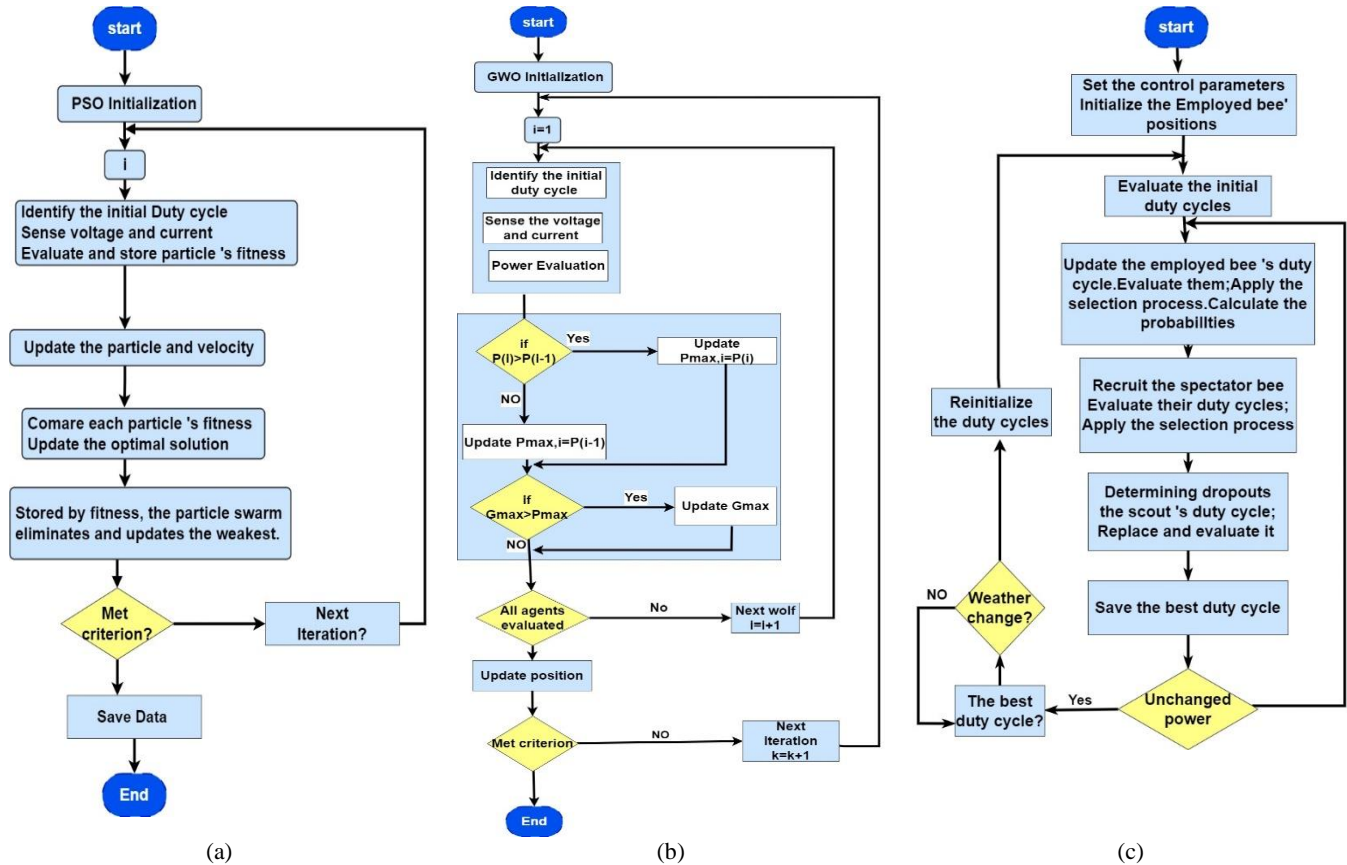 start
PSO Initialization
i
Identify the initial Duty cycle
Sense voltage and current
Evaluate and store particle 's fitness
Update the particle and velocity
Comare each particle 's fitness
Update the optimal solution
Stored by fitness, the particle swarm
eliminates and updates the weakest.
Met
criterion?
Next
Iteration?
Save Data
End
(a)
start
GWO Initialization
i=1
Identify the initial
duty cycle
Sense the voltage
and current
Power Evaluation
if
P(i)>P(i-1)
Yes
Update
Pmax,i=P(i)
NO
Update Pmax,i=P(i-1)
If
Gmax>Pmax
Yes
Update Gmax
NO
All agents
evaluated
No
Next wolf
i=i+1
Update position
Met criterion
NO
Next
Iteration
k=k+1
End
(b)
start
Set the control parameters
Initialize the Employed bee'
positions
Evaluate the initial
duty cycles
Update the employed bee 's duty
cycle.Evaluate them;Apply the
selection process.Calculate the
probabilities
Recruit the spectator bee
Evaluate their duty cycles;
Apply the selection process
Reinitialize
the duty cycles
Determining dropouts
the scout 's duty cycle;
Replace and evaluate it
NO
Weather
change?
Save the best duty cycle
The best
duty cycle?
Yes
Unchanged
power
(c)